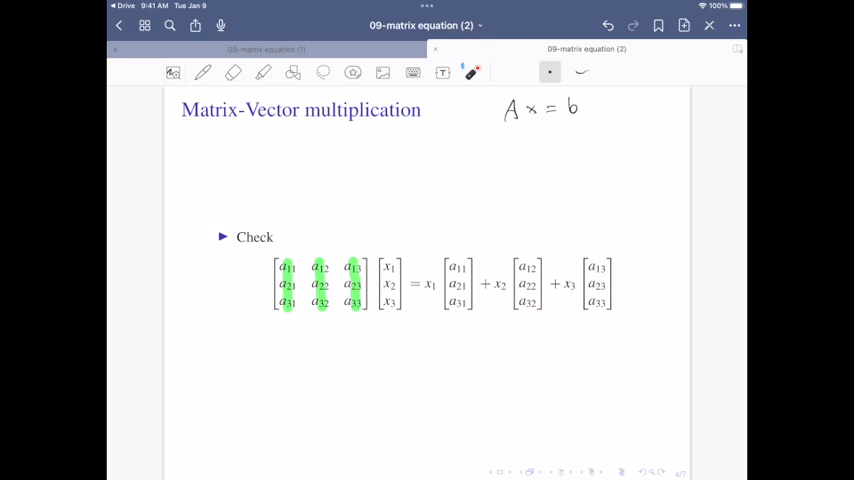 Drive 9:41 AM Tue Jan 9 100%
09-matrix equation (2)
09-matrix equation (1) 09-matrix equation (2)
Matrix-Vector multiplication A x = b
Check
[a11 a12 a13] [x1] [a11] [a12] [a13]
[a21 a22 a23] [x2] = x1 [a21] + x2 [a22] + x3 [a23]
[a31 a32 a33] [x3] [a31] [a32] [a33]
4/7